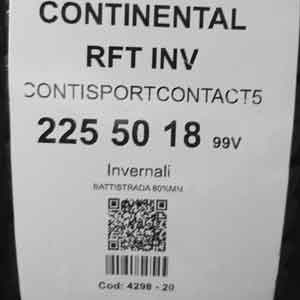 CONTINENTAL
RFT INV
CONTISPORTCONTACT5
225 50 18 99V
Invernali
BATTISTRADA 80%MM
Cod: 4298 - 20